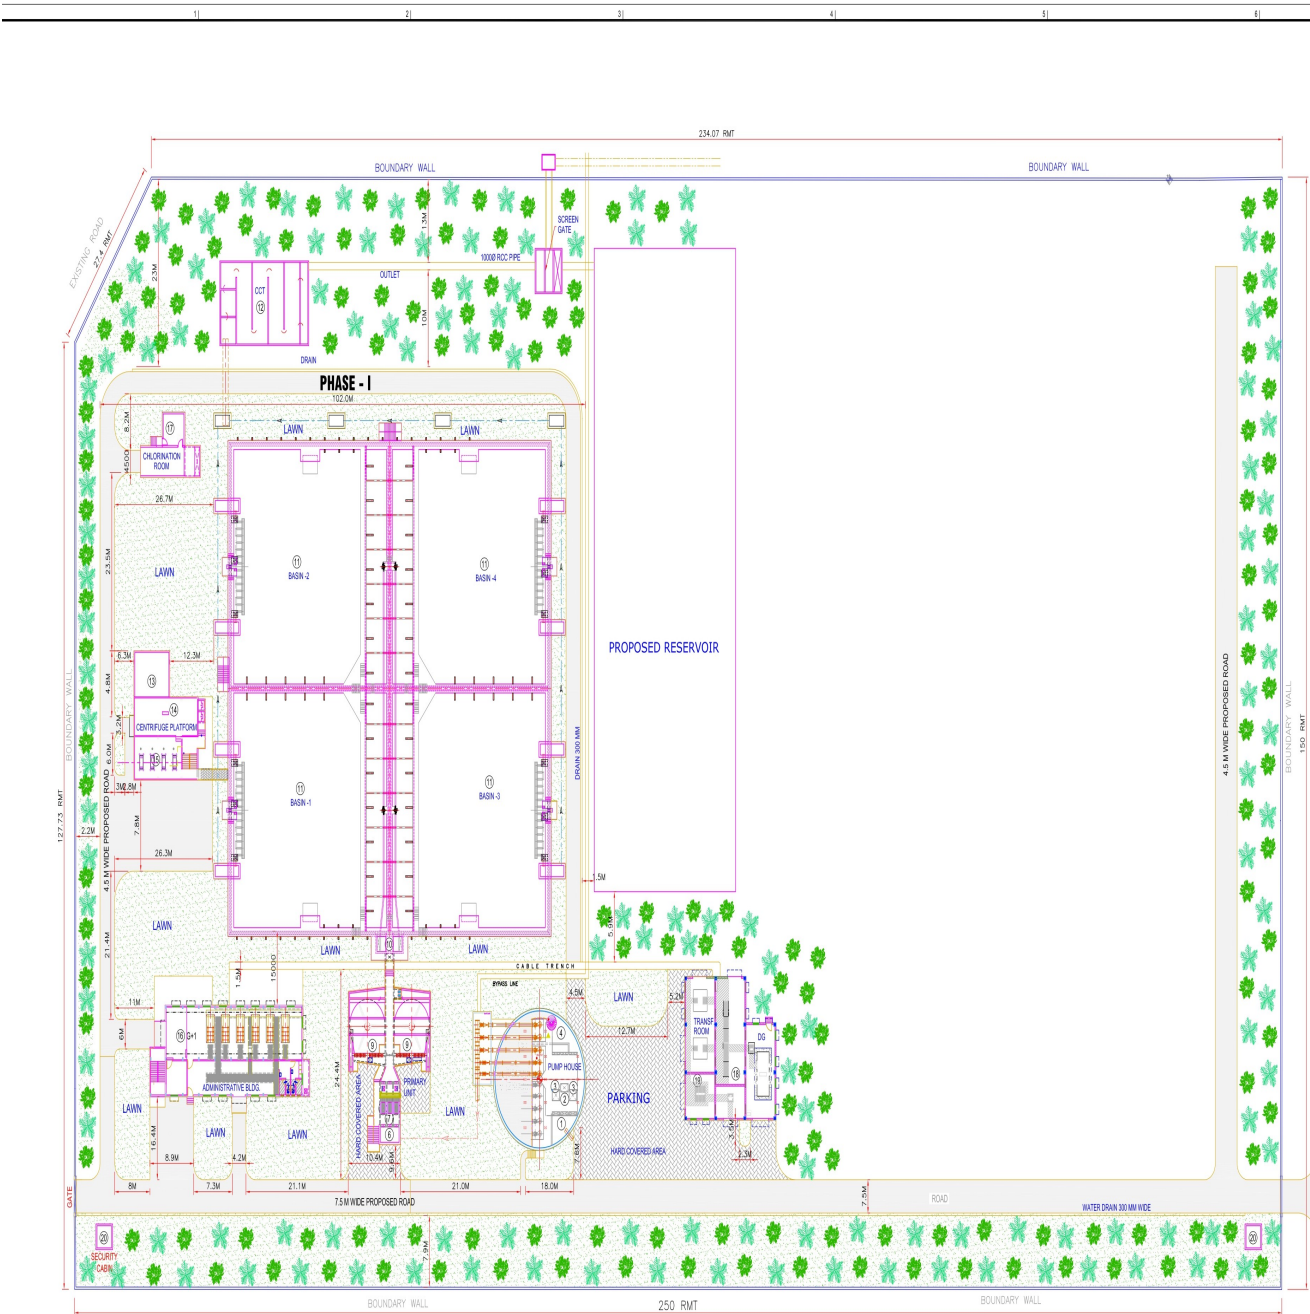 1
2
3
4
5
6
234.07 RMT
BOUNDARY WALL
BOUNDARY WALL
EXISTING ROAD
27.4 RMT
SCREEN
GATE
13M
23M
1000Ø RCC PIPE
OUTLET
CCT
12
10M
DRAIN
PHASE - I
102.0M
8.2M
17
LAWN
LAWN
CHLORINATION
ROOM
4500
26.7M
23.5M
LAWN
11
BASIN -2
11
BASIN -4
PROPOSED RESERVOIR
6.3M
12.3M
13
4.8M
14
3.2M
CENTRIFUGE PLATFORM
6.0M
15
3M
2.8M
BOUNDARY WALL
127.73 RMT
4.5 M WIDE PROPOSED ROAD
2.2M
7.8M
26.3M
11
BASIN -1
11
BASIN -3
DRAIN 300 MM
4.5 M WIDE PROPOSED ROAD
BOUNDARY WALL
150 RMT
1.5M
5.9M
LAWN
21.4M
LAWN
10
LAWN
1.5M
15000
CABLE TRENCH
BYPASS LINE
11M
6M
4.5M
LAWN
5.2M
12.7M
16
G+1
ADMINISTRATIVE BLDG.
24.4M
9
9
PRIMARY
UNIT
HARD COVERED AREA
7
6
4
PUMP HOUSE
3
3
2
1
TRANSF
ROOM
DG
19
18
PARKING
HARD COVERED AREA
LAWN
LAWN
LAWN
LAWN
16.4M
3.5M
2.3M
7.6M
9.6M
10.4M
8.9M
4.2M
8M
7.3M
21.1M
21.0M
18.0M
7.5 M WIDE PROPOSED ROAD
7.5M
ROAD
WATER DRAIN 300 MM WIDE
GATE
20
SECURITY
CABIN
7.9M
20
BOUNDARY WALL
250 RMT
BOUNDARY WALL